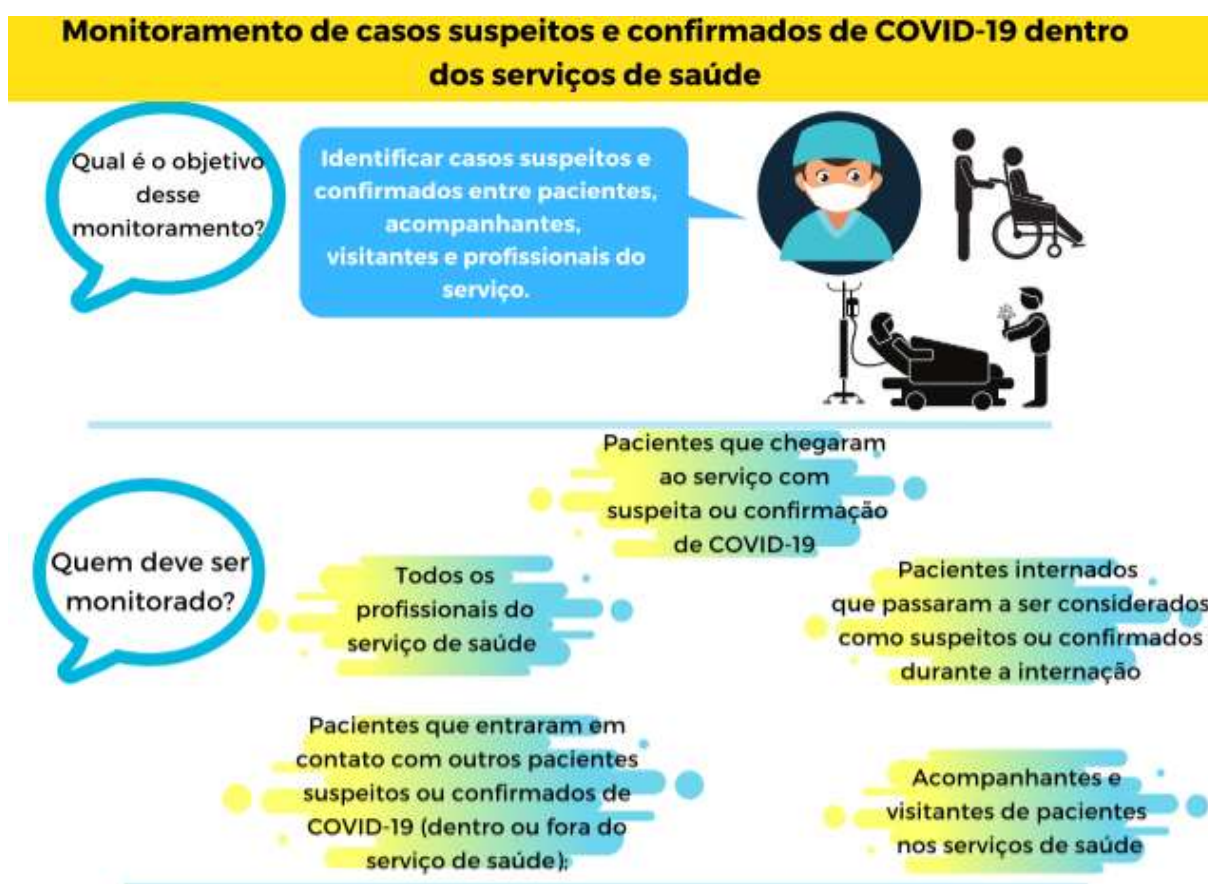 Monitoramento de casos suspeitos e confirmados de COVID-19 dentro
dos serviços de saúde
Qual é o objetivo
desse
monitoramento?
Identificar casos suspeitos e
confirmados entre pacientes,
acompanhantes,
visitantes e profissionais do
serviço.
Quem deve ser
monitorado?
Pacientes que chegaram
ao serviço com
suspeita ou confirmação
de COVID-19
Todos os
profissionais do
serviço de saúde
Pacientes internados
que passaram a ser considerados
como suspeitos ou confirmados
durante a internação
Pacientes que entraram em
contato com outros pacientes
suspeitos ou confirmados de
COVID-19 (dentro ou fora do
serviço de saúde);
Acompanhantes e
visitantes de pacientes
nos serviços de saúde